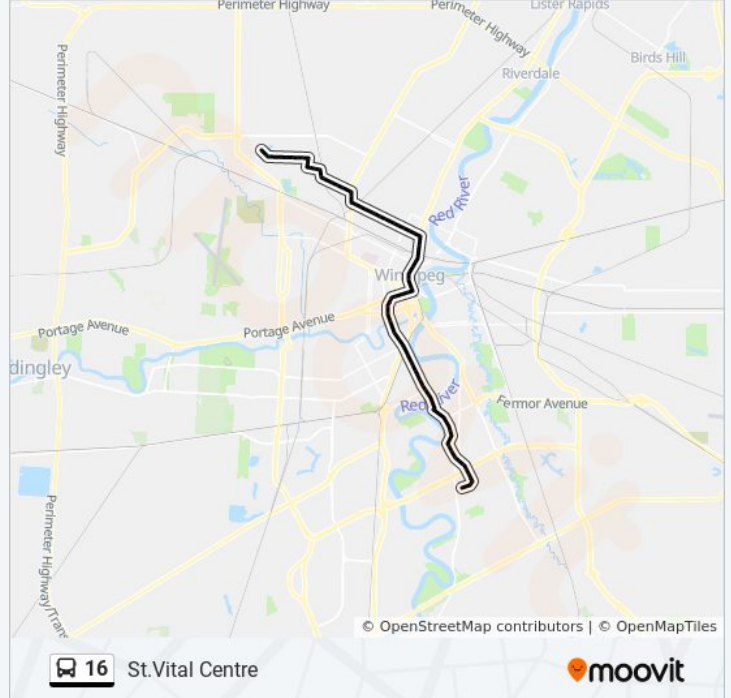 Perimeter Highway
Perimeter Highway
Lister Rapids
Perimeter Highway
Birds Hill
Riverdale
Red River
Winnipeg
Portage Avenue
Portage Avenue
dingley
Red River
Fermor Avenue
Perimeter Highway/Trans
© OpenStreetMap contributors | © OpenMapTiles
16 St.Vital Centre
moovit